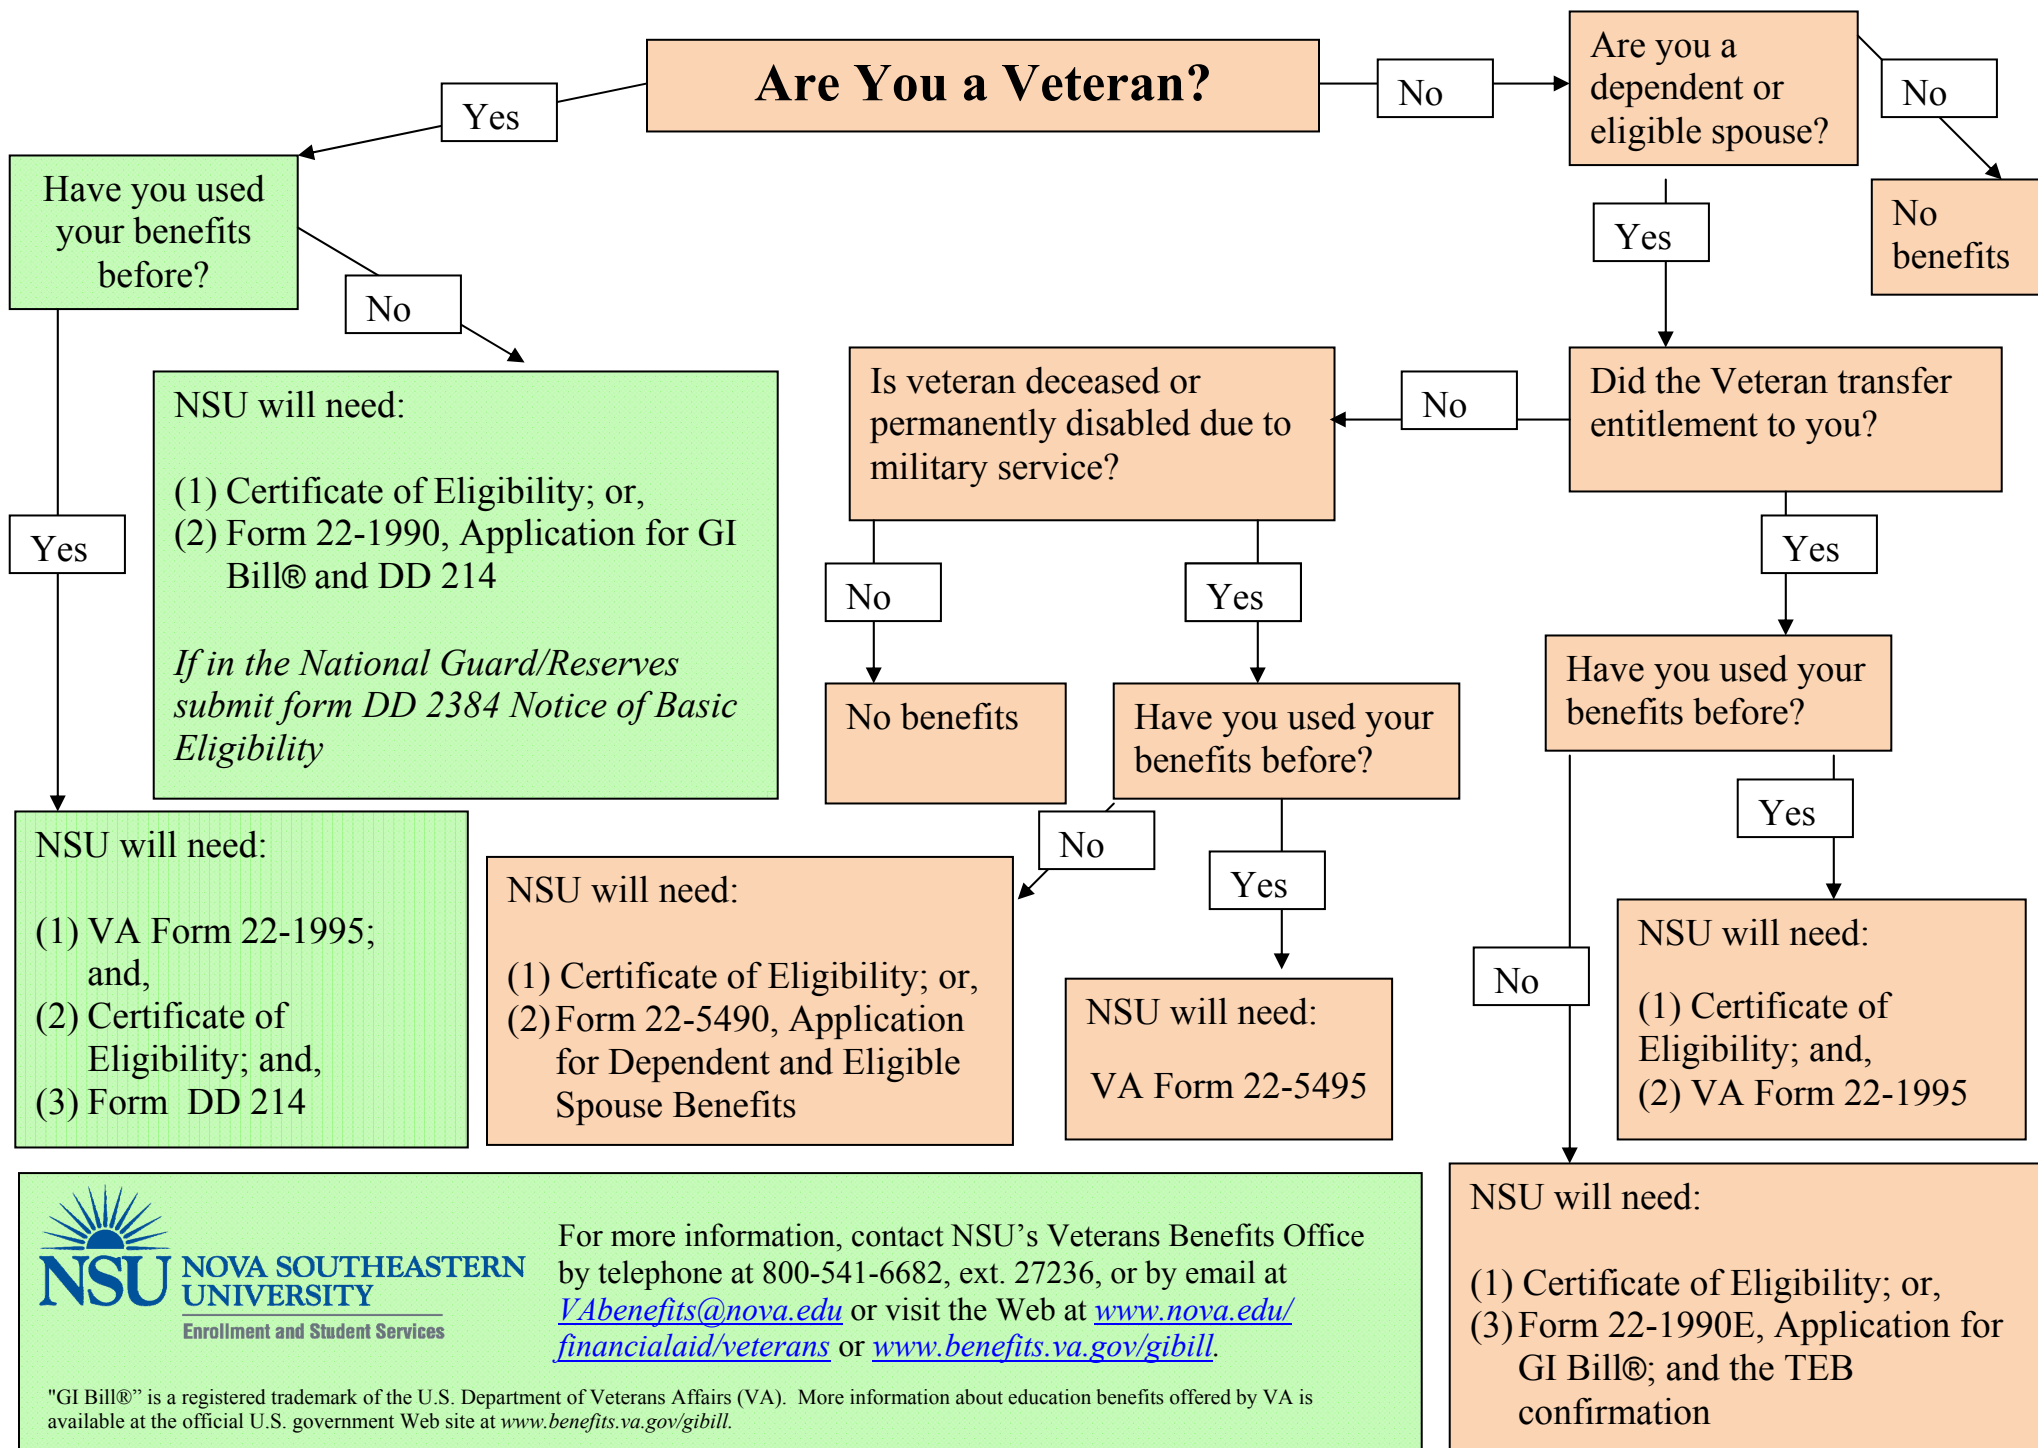 Are You a Veteran?
No
Are you a
dependent or
eligible spouse?
No
No
benefits
Yes
Have you used
your benefits
before?
No
NSU will need:
(1) Certificate of Eligibility; or,
(2) Form 22-1990, Application for GI
Bill® and DD 214
If in the National Guard/Reserves
submit form DD 2384 Notice of Basic
Eligibility
Yes
NSU will need:
(1) VA Form 22-1995;
and,
(2) Certificate of
Eligibility; and,
(3) Form  DD 214
Yes
Did the Veteran transfer
entitlement to you?
No
Is veteran deceased or
permanently disabled due to
military service?
No
No benefits
Yes
Have you used your
benefits before?
No
NSU will need:
(1) Certificate of Eligibility; or,
(2) Form 22-5490, Application
for Dependent and Eligible
Spouse Benefits
Yes
NSU will need:
VA Form 22-5495
Yes
Have you used your
benefits before?
Yes
NSU will need:
(1) Certificate of
Eligibility; and,
(2) VA Form 22-1995
No
NSU will need:
(1) Certificate of Eligibility; or,
(3) Form 22-1990E, Application for
GI Bill®; and the TEB
confirmation
NSU
NOVA SOUTHEASTERN
UNIVERSITY
Enrollment and Student Services
For more information, contact NSU’s Veterans Benefits Office
by telephone at 800-541-6682, ext. 27236, or by email at
VAbenefits@nova.edu or visit the Web at www.nova.edu/
financialaid/veterans or www.benefits.va.gov/gibill.
"GI Bill®” is a registered trademark of the U.S. Department of Veterans Affairs (VA).  More information about education benefits offered by VA is
available at the official U.S. government Web site at www.benefits.va.gov/gibill.